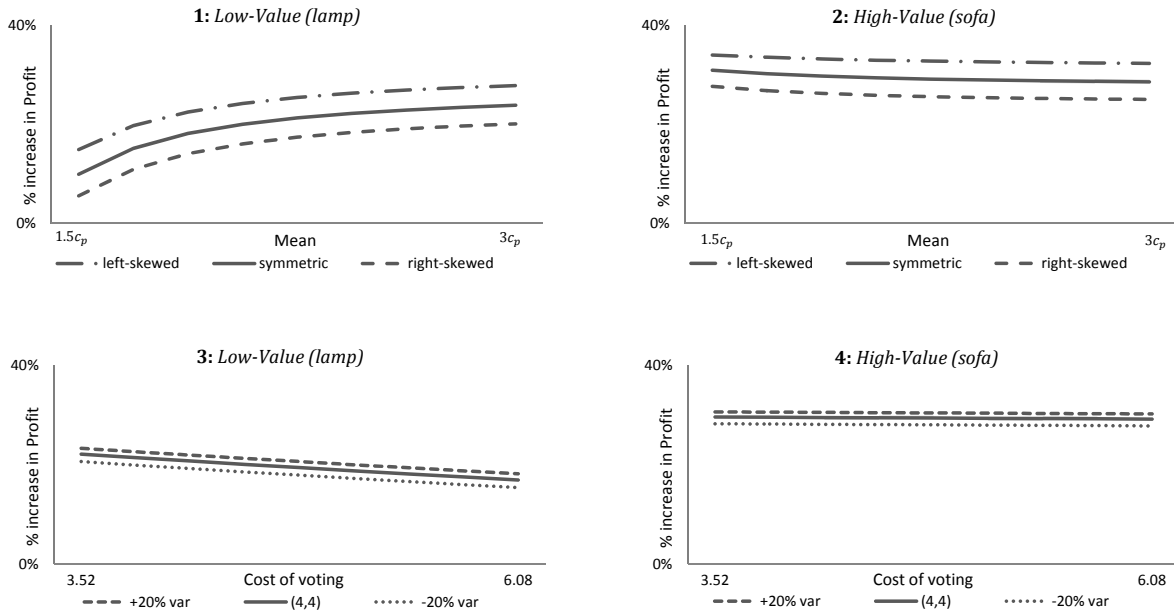 1: Low-Value (lamp)
40%
% increase in Profit
0%
1.5cₚ
Mean
3cₚ
left-skewed symmetric right-skewed
2: High-Value (sofa)
40%
% increase in Profit
0%
1.5cₚ
Mean
3cₚ
left-skewed symmetric right-skewed
3: Low-Value (lamp)
40%
% increase in Profit
0%
3.52
Cost of voting
6.08
+20% var (4,4) -20% var
4: High-Value (sofa)
40%
% increase in Profit
0%
3.52
Cost of voting
6.08
+20% var (4,4) -20% var